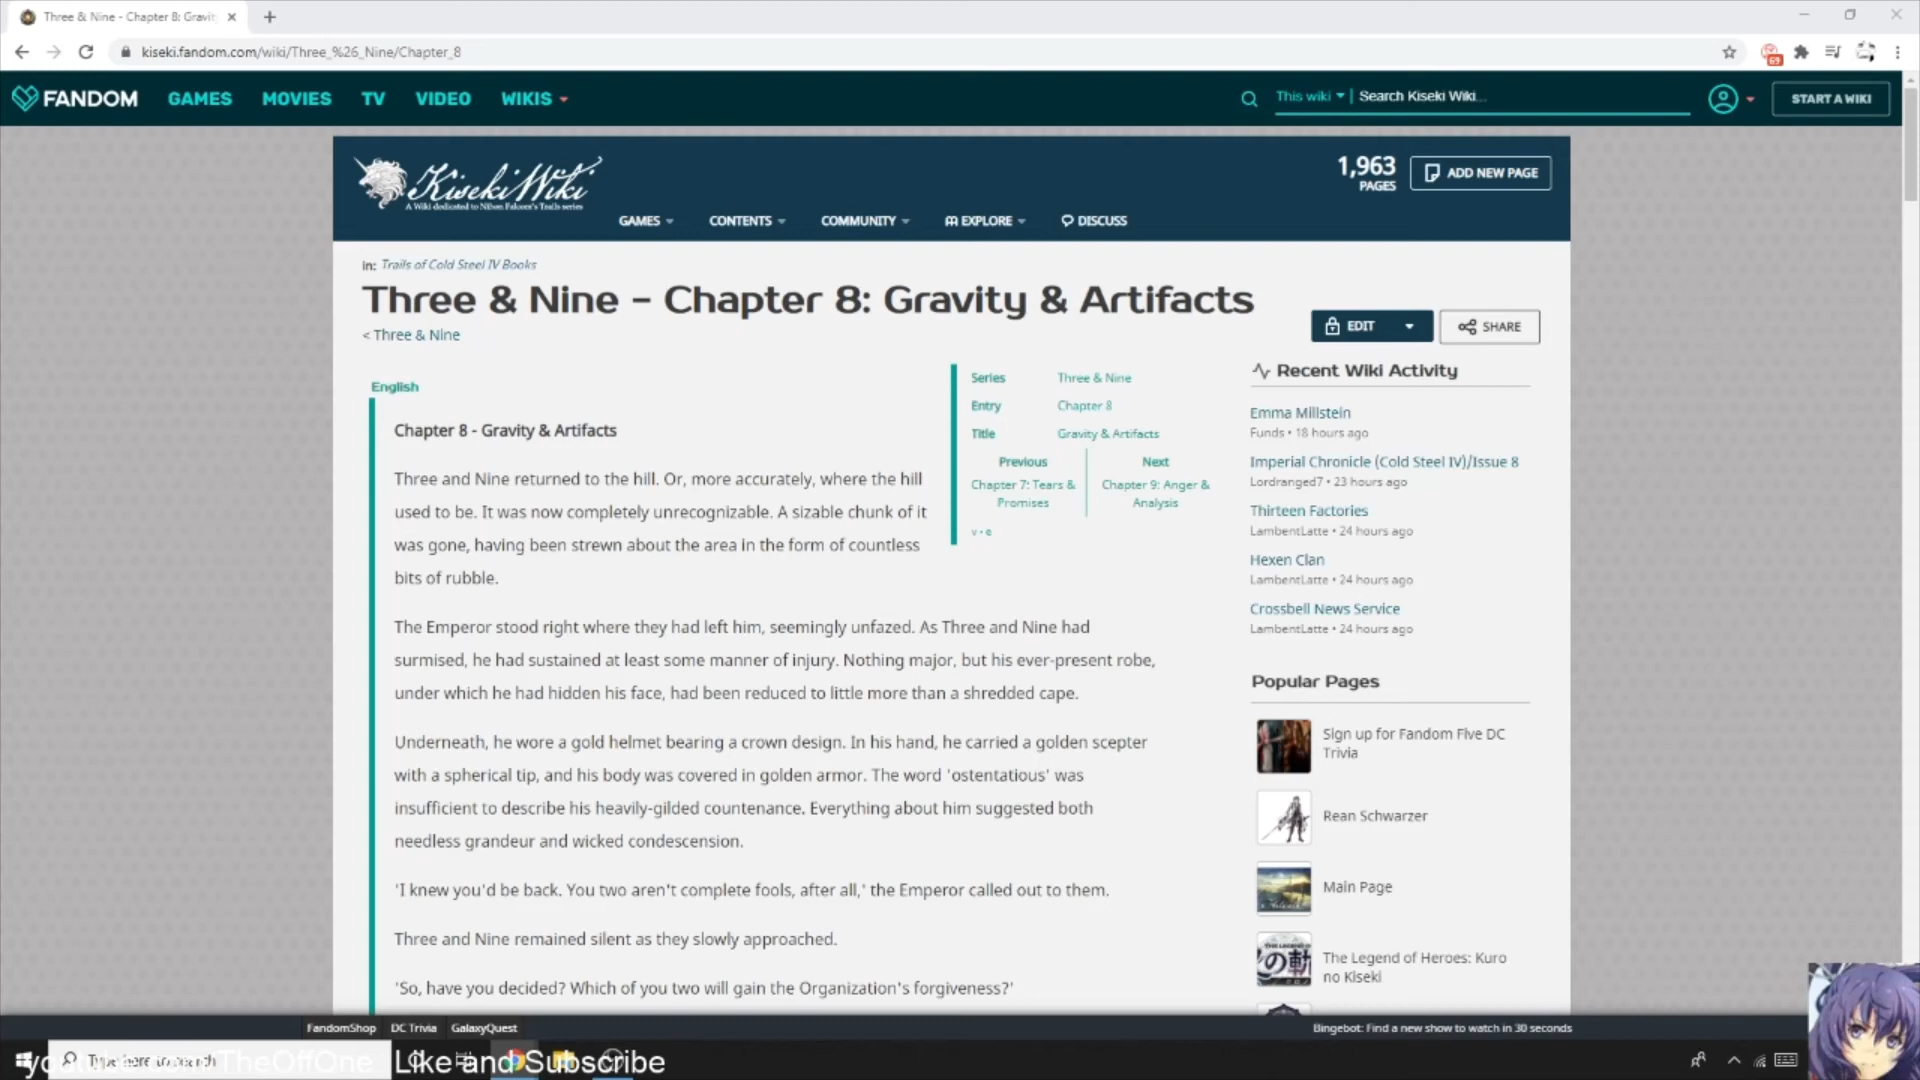 Three & Nine - Chapter 8: Gravit
kiseki.fandom.com/wiki/Three_%26_Nine/Chapter_8
69
FANDOM
GAMES
MOVIES
TV
VIDEO
WIKIS
This wiki
Search Kiseki Wiki...
START A WIKI
Kiseki Wiki
A Wiki dedicated to Nihon Falcom's Trails series
1,963
PAGES
ADD NEW PAGE
GAMES
CONTENTS
COMMUNITY
EXPLORE
DISCUSS
in: Trails of Cold Steel IV Books
Three & Nine - Chapter 8: Gravity & Artifacts
< Three & Nine
EDIT
SHARE
English
Chapter 8 - Gravity & Artifacts
Three and Nine returned to the hill. Or, more accurately, where the hill
used to be. It was now completely unrecognizable. A sizable chunk of it
was gone, having been strewn about the area in the form of countless
bits of rubble.
The Emperor stood right where they had left him, seemingly unfazed. As Three and Nine had
surmised, he had sustained at least some manner of injury. Nothing major, but his ever-present robe,
under which he had hidden his face, had been reduced to little more than a shredded cape.
Underneath, he wore a gold helmet bearing a crown design. In his hand, he carried a golden scepter
with a spherical tip, and his body was covered in golden armor. The word 'ostentatious' was
insufficient to describe his heavily-gilded countenance. Everything about him suggested both
needless grandeur and wicked condescension.
'I knew you'd be back. You two aren't complete fools, after all,' the Emperor called out to them.
Three and Nine remained silent as they slowly approached.
'So, have you decided? Which of you two will gain the Organization's forgiveness?'
Series Three & Nine
Entry Chapter 8
Title Gravity & Artifacts
Previous
Chapter 7: Tears &
Promises
Next
Chapter 9: Anger &
Analysis
v • e
Recent Wiki Activity
Emma Millstein
Funds • 18 hours ago
Imperial Chronicle (Cold Steel IV)/Issue 8
Lordranged7 • 23 hours ago
Thirteen Factories
LambentLatte • 24 hours ago
Hexen Clan
LambentLatte • 24 hours ago
Crossbell News Service
LambentLatte • 24 hours ago
Popular Pages
Sign up for Fandom Five DC
Trivia
Rean Schwarzer
Main Page
The Legend of Heroes: Kuro
no Kiseki
FandomShop
DC Trivia
GalaxyQuest
Bingebot: Find a new show to watch in 30 seconds
Type here to search
youtube.com/TheOffOne Like and Subscribe